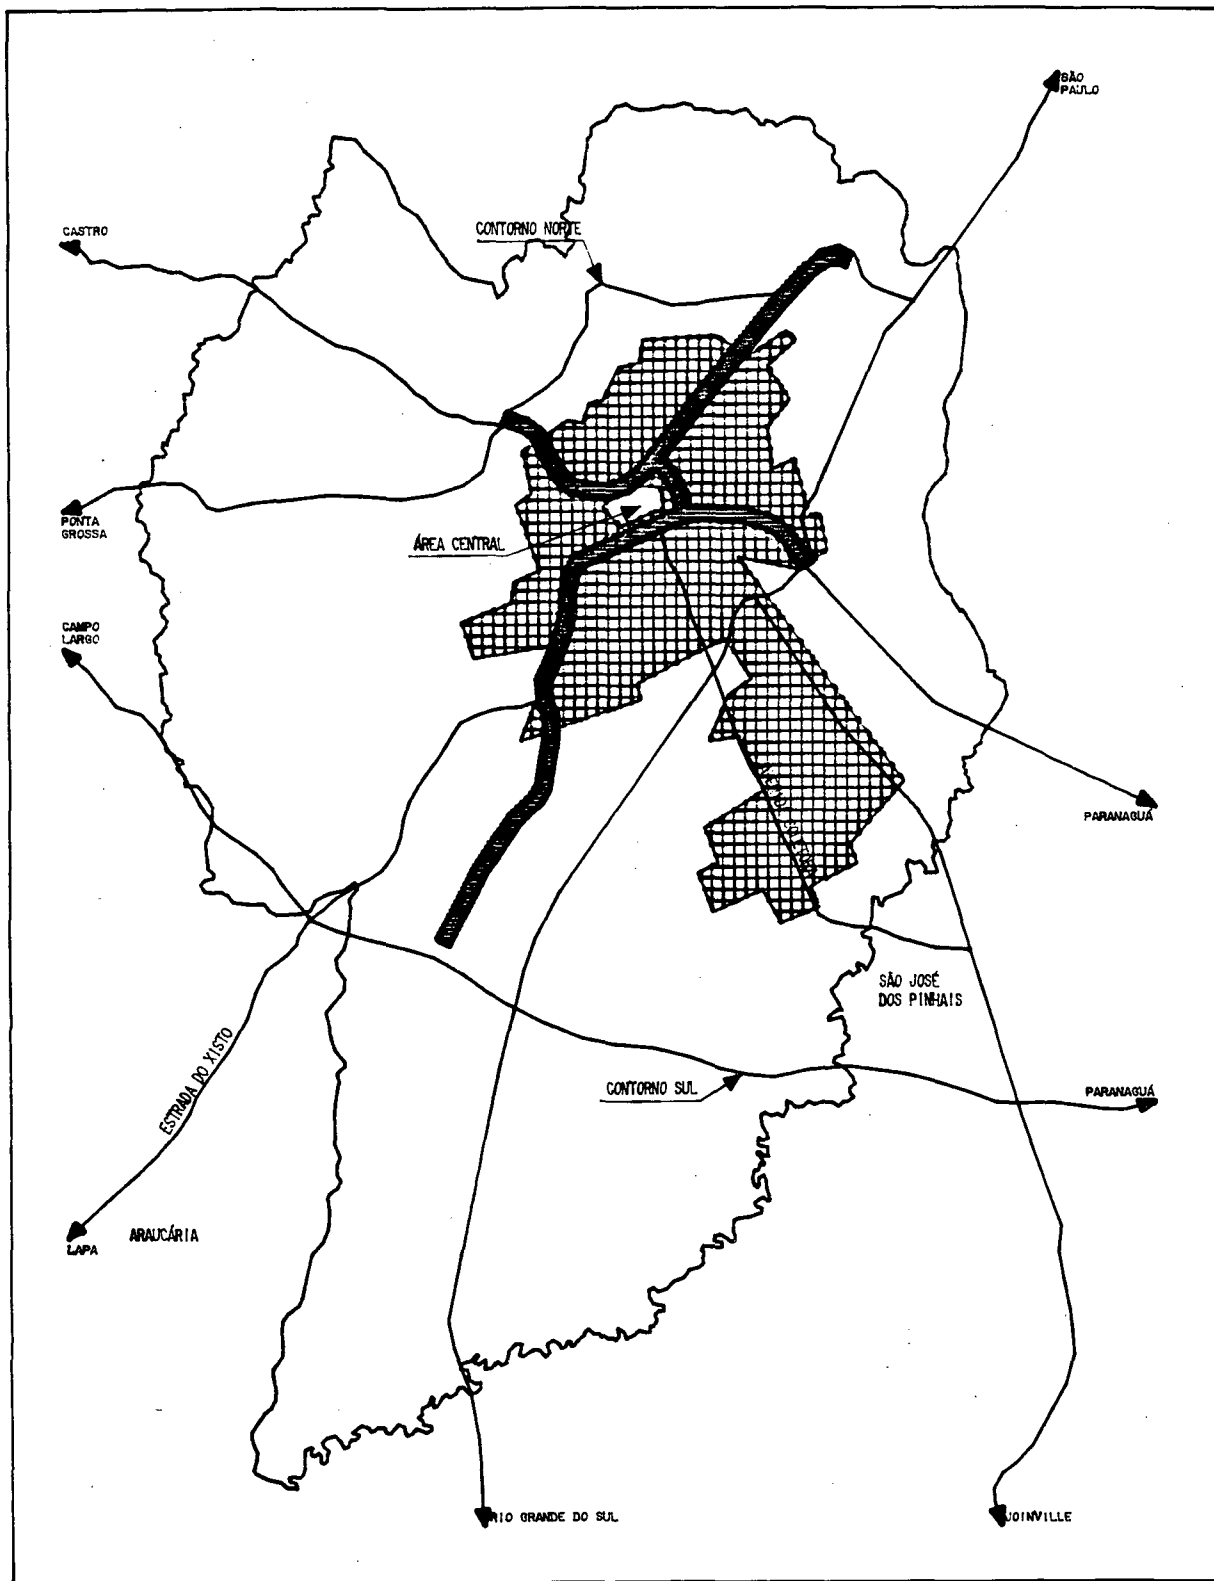 SÃO
PAULO
CASTRO
CONTORNO NORTE
PONTA
GROSSA
ÁREA CENTRAL
CAMPO
LARGO
PARANAGUÁ
SÃO JOSÉ
DOS PINHAIS
ESTRADA DO XISTO
CONTORNO SUL
PARANAGUÁ
LAPA
ARAUCÁRIA
RIO GRANDE DO SUL
JOINVILLE